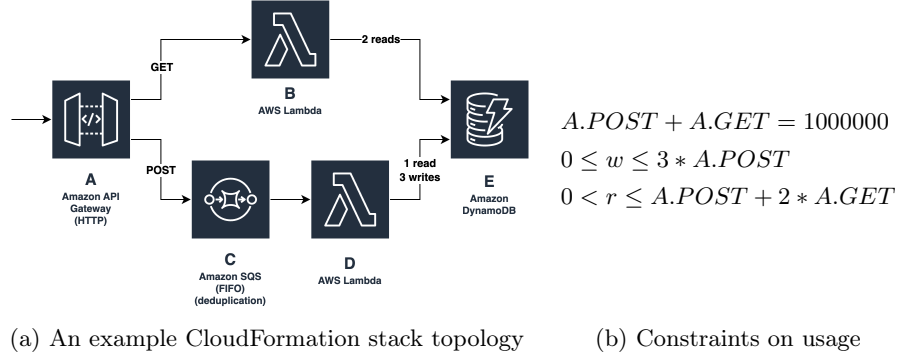 GET
2 reads
B
AWS Lambda
POST
1 read
3 writes
A
Amazon API
Gateway
(HTTP)
E
Amazon
DynamoDB
C
Amazon SQS
(FIFO)
(deduplication)
D
AWS Lambda
A.POST + A.GET = 1000000
0 ≤ w ≤ 3 * A.POST
0 < r ≤ A.POST + 2 * A.GET
(a) An example CloudFormation stack topology
(b) Constraints on usage